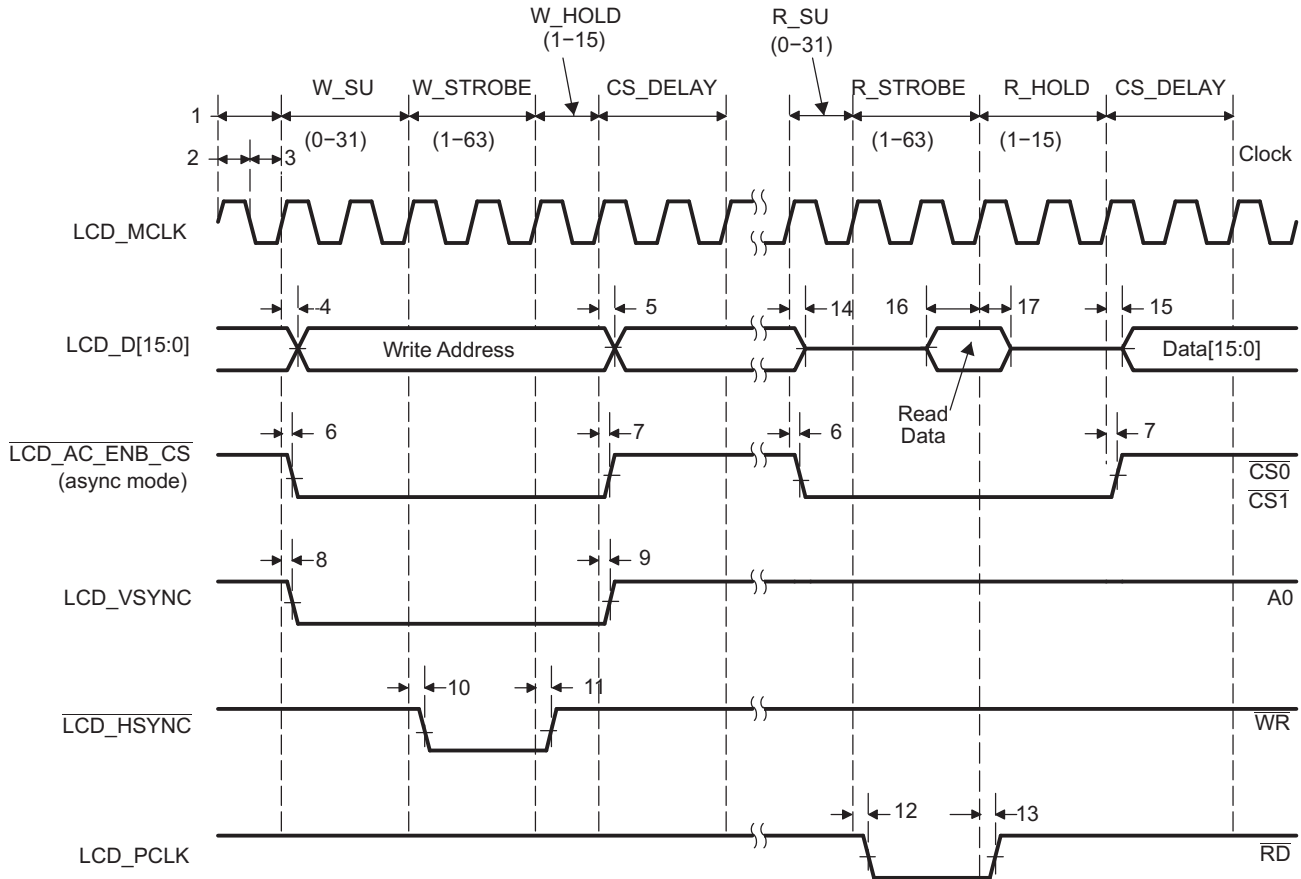 W_HOLD
(1−15)
R_SU
(0−31)
W_SU
W_STROBE
CS_DELAY
R_STROBE
R_HOLD
CS_DELAY
1
(0−31)
(1−63)
(1−63)
(1−15)
2
3
Clock
LCD_MCLK
4
5
14
16
17
15
LCD_D[15:0]
Write Address
Data[15:0]
Read
Data
6
7
6
7
LCD_AC_ENB_CS
(async mode)
CS0
CS1
8
9
LCD_VSYNC
A0
10
11
LCD_HSYNC
WR
12
13
LCD_PCLK
RD